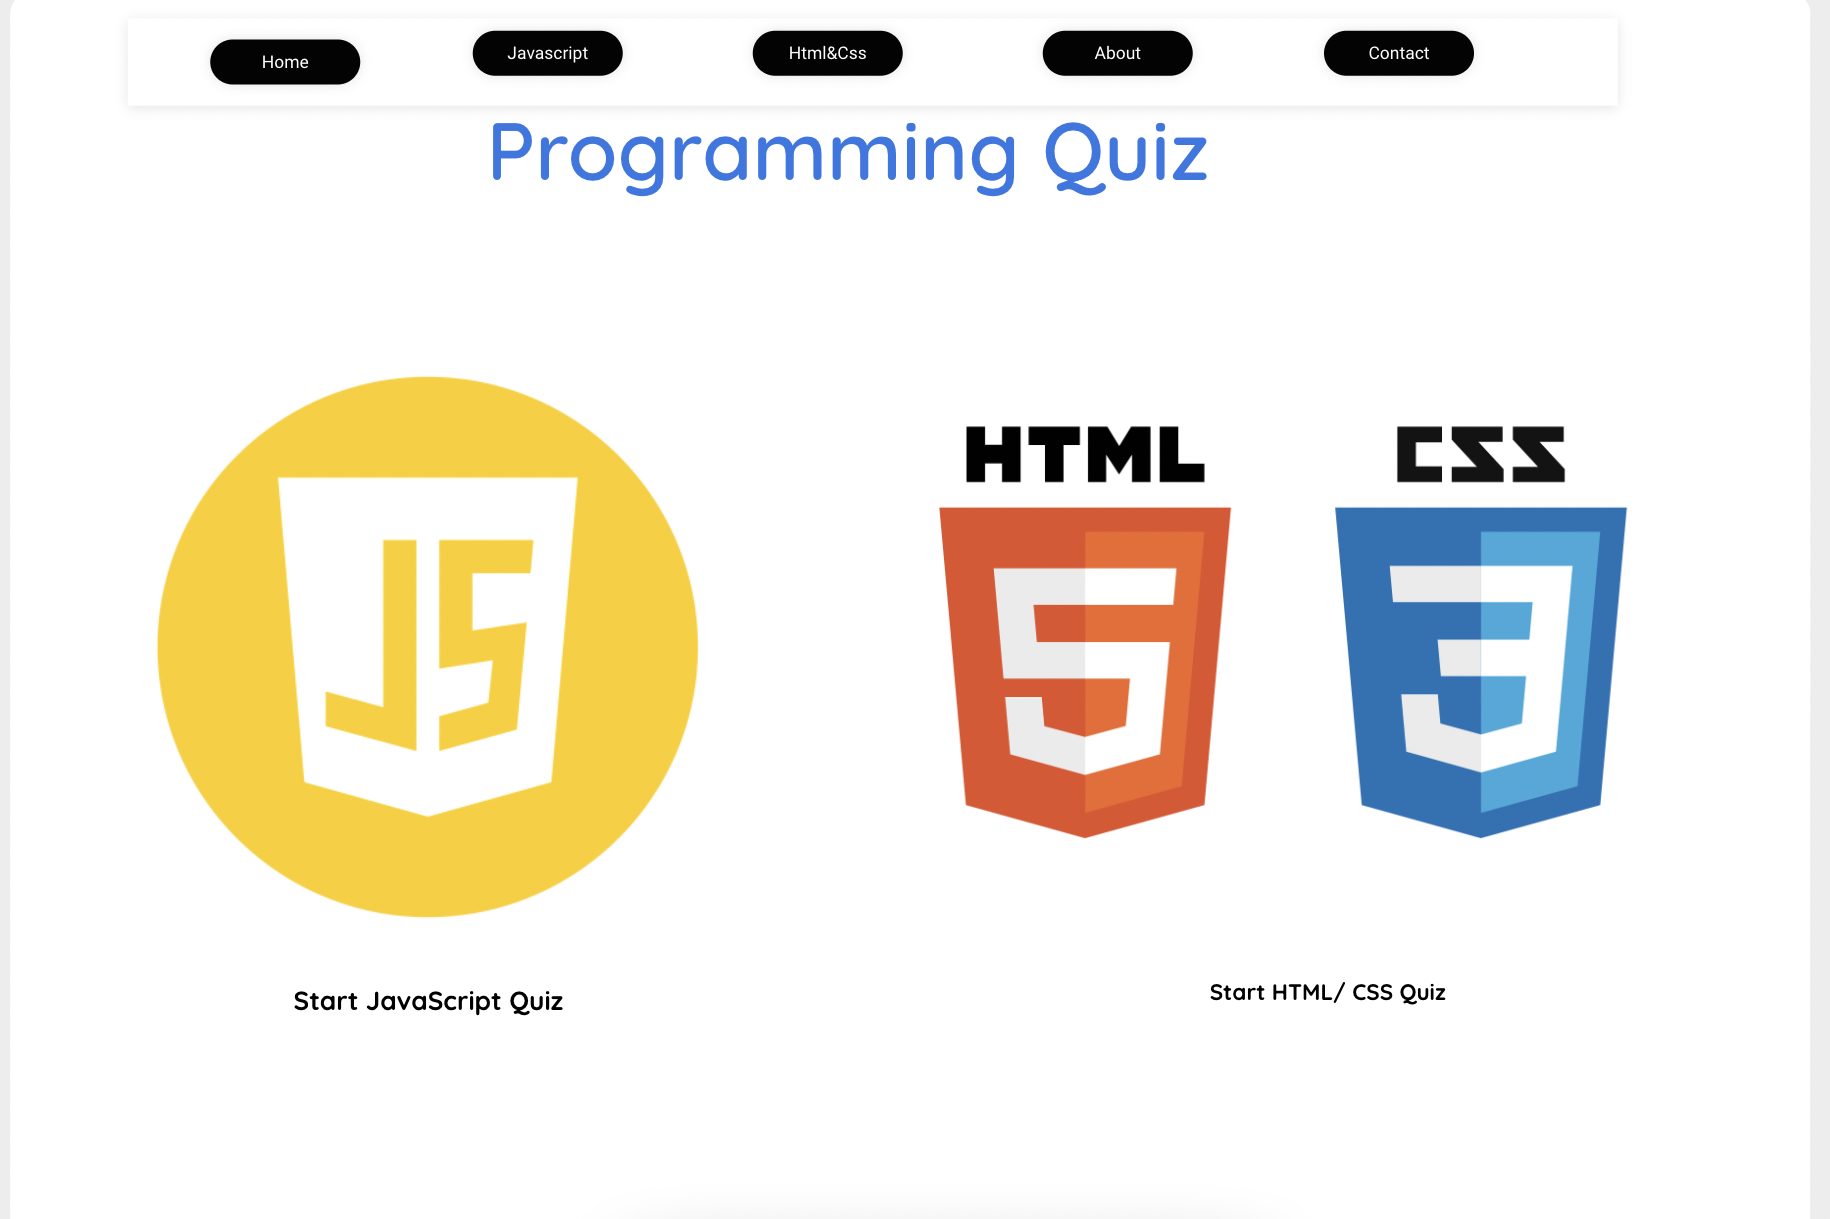 Home
Javascript
Html&Css
About
Contact
Programming Quiz
JS
HTML
5
CSS
3
Start JavaScript Quiz
Start HTML/ CSS Quiz